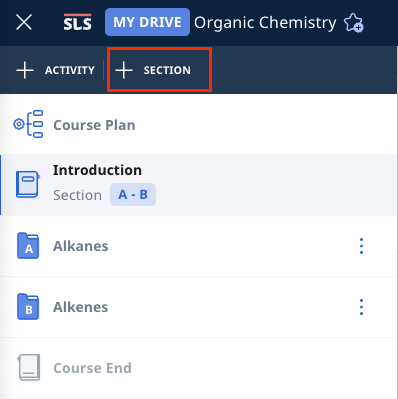 SLS MY DRIVE Organic Chemistry
ACTIVITY SECTION
Course Plan
Introduction
Section A - B
A Alkanes
B Alkenes
Course End